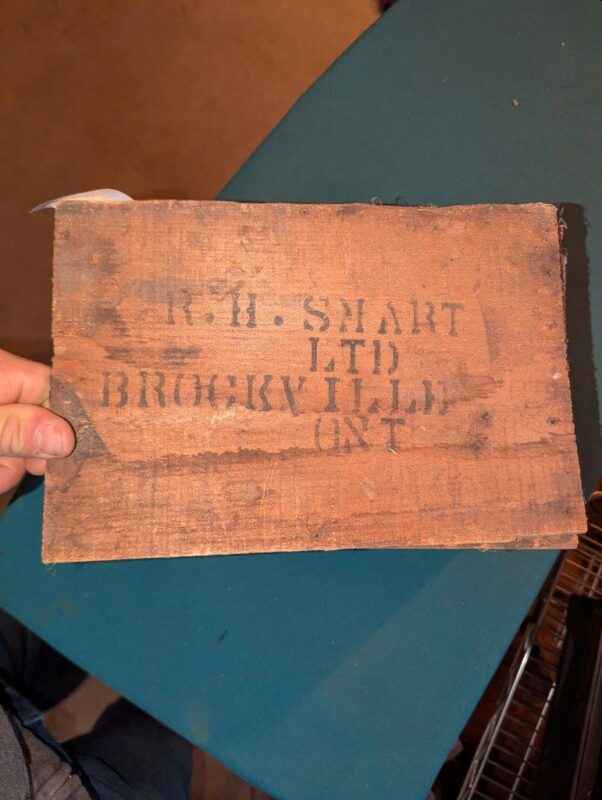 R.H. SMART
LTD
BROCKVILLE
ONT